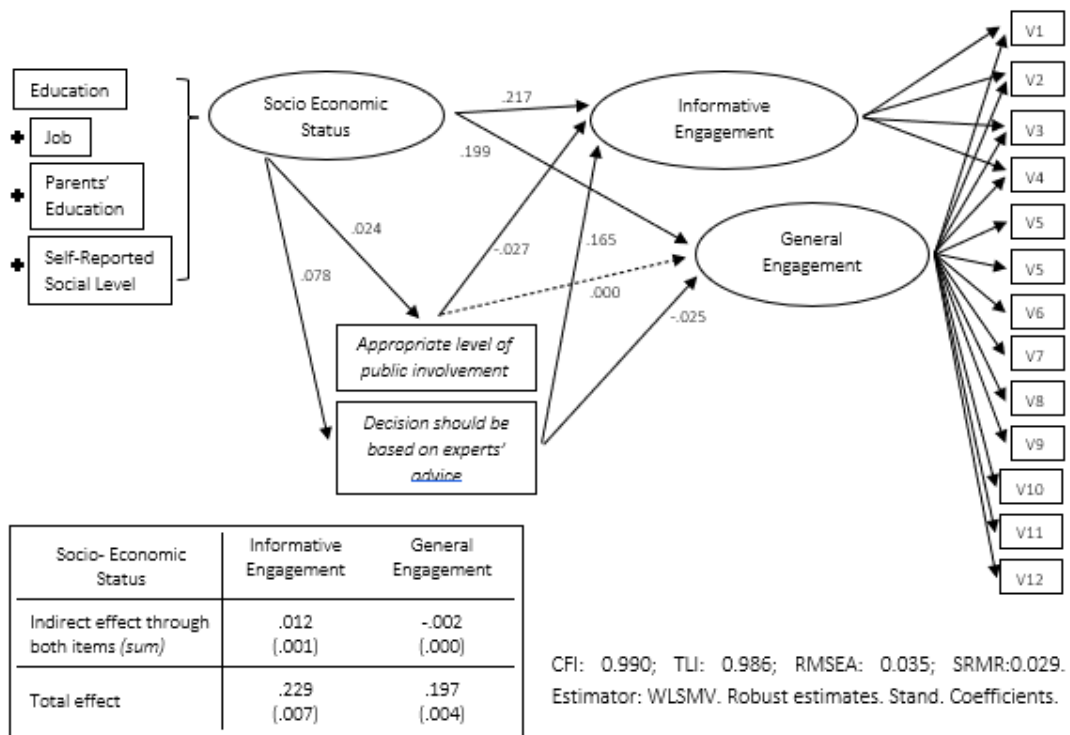 Education
Job
Parents'
Education
Self-Reported
Social Level
Socio Economic
Status
.217
.199
.024
.078
-.027
.165
.000
-.025
Informative
Engagement
General
Engagement
Appropriate level of
public involvement
Decision should be
based on experts'
advice
V1
V2
V3
V4
V5
V5
V6
V7
V8
V9
V10
V11
V12
Socio- Economic
Status
Informative
Engagement
General
Engagement
Indirect effect through
both items (sum)
.012
(.001)
-.002
(.000)
Total effect
.229
(.007)
.197
(.004)
CFI: 0.990; TLI: 0.986; RMSEA: 0.035; SRMR:0.029.
Estimator: WLSMV. Robust estimates. Stand. Coefficients.